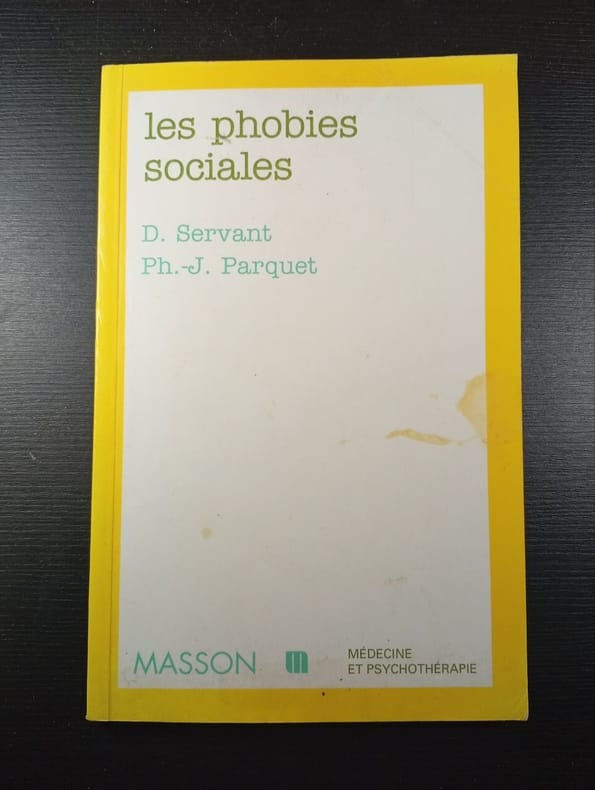 les phobies
sociales
D. Servant
Ph.-J. Parquet
MASSON m
MÉDECINE
ET PSYCHOTHÉRAPIE